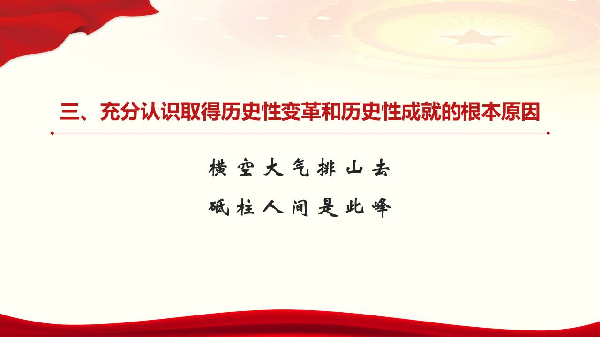 三、充分认识取得历史性变革和历史性成就的根本原因
横空大气排山去
砥柱人间是此峰